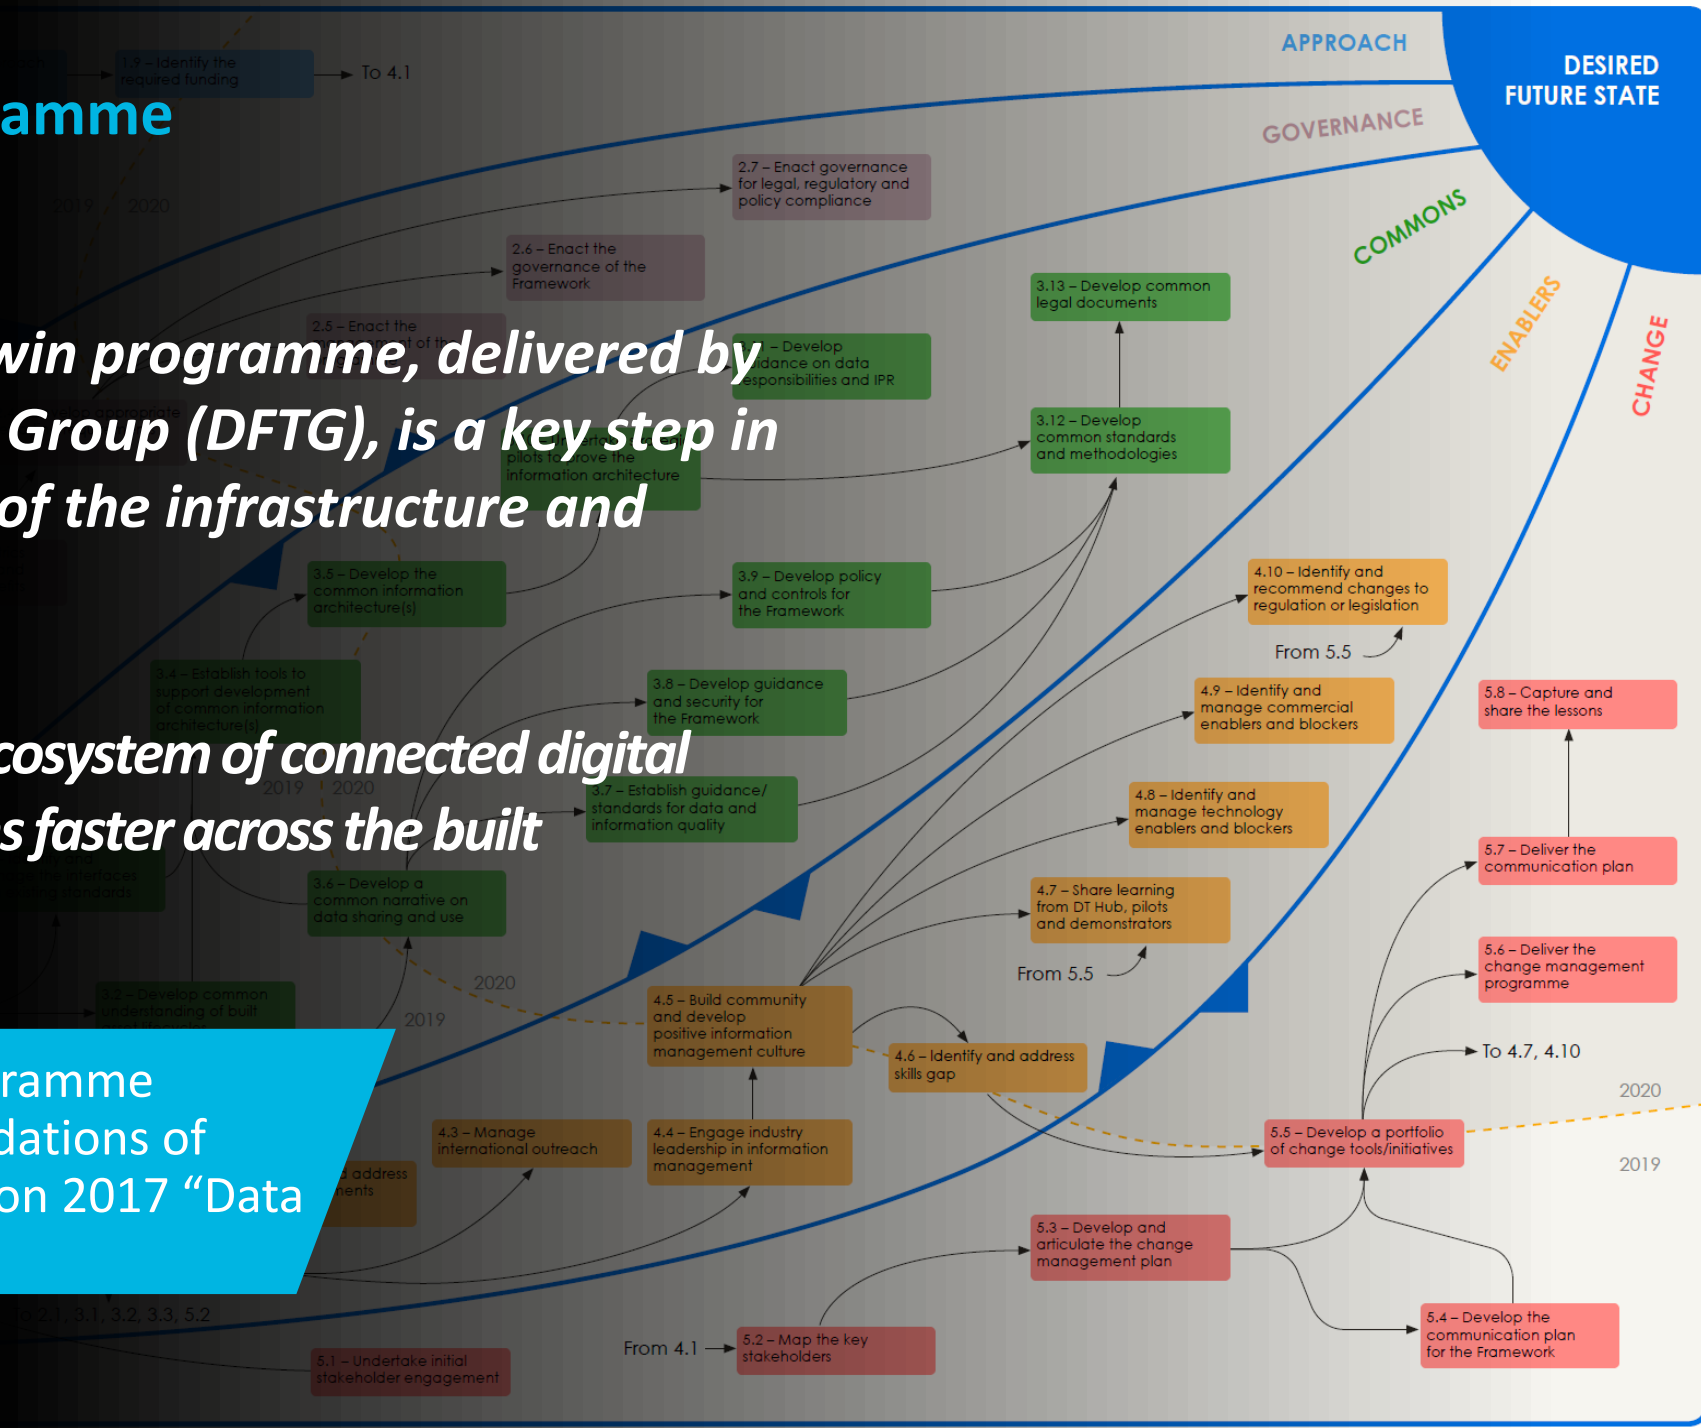 APPROACH
DESIRED
FUTURE STATE
1.9 – Identify the
required funding
To 4.1
amme
GOVERNANCE
COMMONS
ENABLERS
CHANGE
2019
2020
2.7 – Enact governance
for legal, regulatory and
policy compliance
2.6 – Enact the
governance of the
Framework
2.5 – Enact the
management of the
3.13 – Develop common
legal documents
win programme, delivered by
Group (DFTG), is a key step in
of the infrastructure and
– Develop
guidance on data
responsibilities and IPR
3.12 – Develop
common standards
and methodologies
pilots to prove the
information architecture
3.5 – Develop the
common information
architecture(s)
3.9 – Develop policy
and controls for
the Framework
4.10 – Identify and
recommend changes to
regulation or legislation
From 5.5
3.4 – Establish tools to
support development
of common information
architecture(s)
3.8 – Develop guidance
and security for
the Framework
4.9 – Identify and
manage commercial
enablers and blockers
5.8 – Capture and
share the lessons
cosystem of connected digital
s faster across the built
2019
2020
3.7 – Establish guidance/
standards for data and
information quality
4.8 – Identify and
manage technology
enablers and blockers
5.7 – Deliver the
communication plan
and
the interfaces
standards
3.6 – Develop a
common narrative on
data sharing and use
4.7 – Share learning
from DT Hub, pilots
and demonstrators
From 5.5
5.6 – Deliver the
change management
programme
2020
2019
3.2 – Develop common
understanding of built
asset lifecycles
4.5 – Build community
and develop
positive information
management culture
4.6 – Identify and address
skills gap
To 4.7, 4.10
2020
2019
ramme
dations of
on 2017 “Data
4.3 – Manage
international outreach
4.4 – Engage industry
leadership in information
management
5.5 – Develop a portfolio
of change tools/initiatives
address
5.3 – Develop and
articulate the change
management plan
2.1, 3.1, 3.2, 3.3, 5.2
From 4.1
5.2 – Map the key
stakeholders
5.4 – Develop the
communication plan
for the Framework
5.1 – Undertake initial
stakeholder engagement